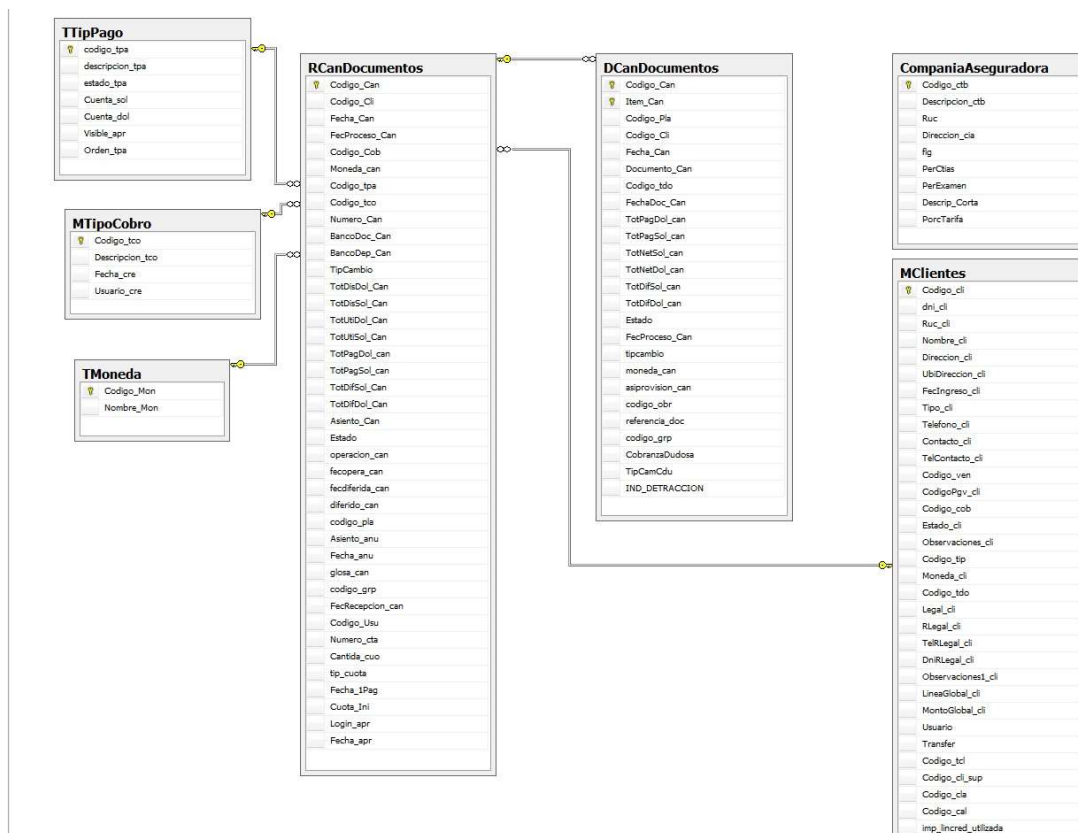 TTipPago
codigo_tpa
descripcion_tpa
estado_tpa
Cuenta_sol
Cuenta_dol
Visible_apr
Orden_tpa
MTipoCobro
Codigo_tco
Descripcion_tco
Fecha_cre
Usuario_cre
TMoneda
Codigo_Mon
Nombre_Mon
RCanDocumentos
Codigo_Can
Codigo_Cli
Fecha_Can
FecProceso_Can
Codigo_Cob
Moneda_can
Codigo_tpa
Codigo_tco
Numero_Can
BancoDoc_Can
BancoDep_Can
TipCambio
TotDisDol_Can
TotDisSol_Can
TotUtiDol_Can
TotUtiSol_Can
TotPagDol_can
TotPagSol_can
TotDifSol_Can
TotDifDol_Can
Asiento_Can
Estado
operacion_can
fecopera_can
fecdiferida_can
diferido_can
codigo_pla
Asiento_anu
Fecha_anu
glosa_can
codigo_grp
FecRecepcion_can
Codigo_Usu
Numero_cta
Cantida_cuo
tip_cuota
Fecha_1Pag
Cuota_Ini
Login_apr
Fecha_apr
DCanDocumentos
Codigo_Can
Item_Can
Codigo_Pla
Codigo_Cli
Fecha_Can
Documento_Can
Codigo_tdo
FechaDoc_Can
TotPagDol_can
TotPagSol_can
TotNetSol_can
TotNetDol_can
TotDifSol_can
TotDifDol_can
Estado
FecProceso_Can
tipcambio
moneda_can
asiprovision_can
codigo_obr
referencia_doc
codigo_grp
CobranzaDudosa
TipCamCdu
IND_DETRACCION
CompaniaAseguradora
Codigo_ctb
Descripcion_ctb
Ruc
Direccion_cia
flg
PerCtias
PerExamen
Descrip_Corta
PorcTarifa
MClientes
Codigo_cli
dni_cli
Ruc_cli
Nombre_cli
Direccion_cli
UbiDireccion_cli
FecIngreso_cli
Tipo_cli
Telefono_cli
Contacto_cli
TelContacto_cli
Codigo_ven
CodigoPgv_cli
Codigo_cob
Estado_cli
Observaciones_cli
Codigo_tip
Moneda_cli
Codigo_tdo
Legal_cli
RLegal_cli
TelRLegal_cli
DniRLegal_cli
Observaciones1_cli
LineaGlobal_cli
MontoGlobal_cli
Usuario
Transfer
Codigo_tcl
Codigo_cli_sup
Codigo_cla
Codigo_cal
imp_lincred_utilizada